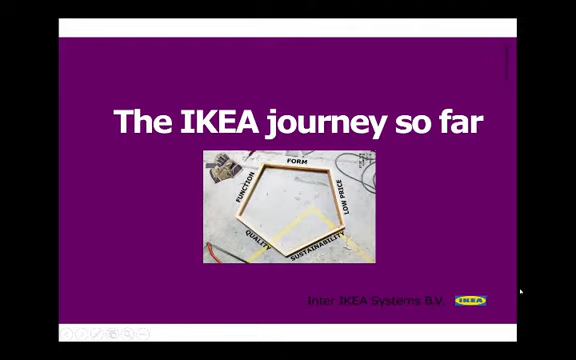 The IKEA journey so far
FORM
FUNCTION
LOW PRICE
QUALITY
SUSTAINABILITY
Inter IKEA Systems B.V.
IKEA